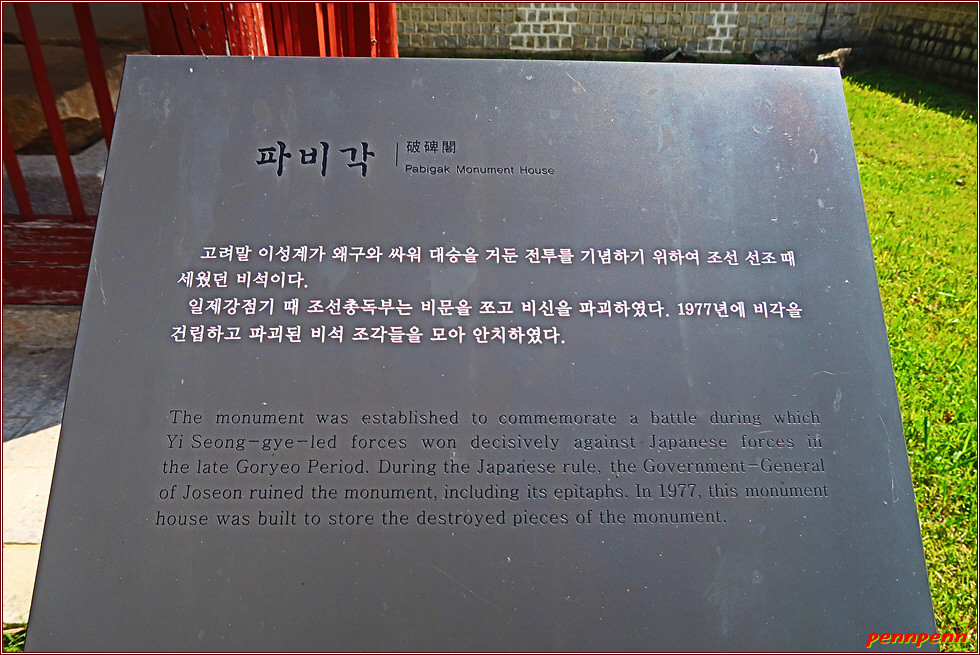 파비각
破碑閣
Pabigak Monument House
고려말 이성계가 왜구와 싸워 대승을 거둔 전투를 기념하기 위하여 조선 선조 때
세웠던 비석이다.
일제강점기 때 조선총독부는 비문을 쪼고 비신을 파괴하였다. 1977년에 비각을
건립하고 파괴된 비석 조각들을 모아 안치하였다.
The monument was established to commemorate a battle during which
Yi Seong-gye-led forces won decisively against Japanese forces in
the late Goryeo Period. During the Japanese rule, the Government-General
of Joseon ruined the monument, including its epitaphs. In 1977, this monument
house was built to store the destroyed pieces of the monument.
pennpenn